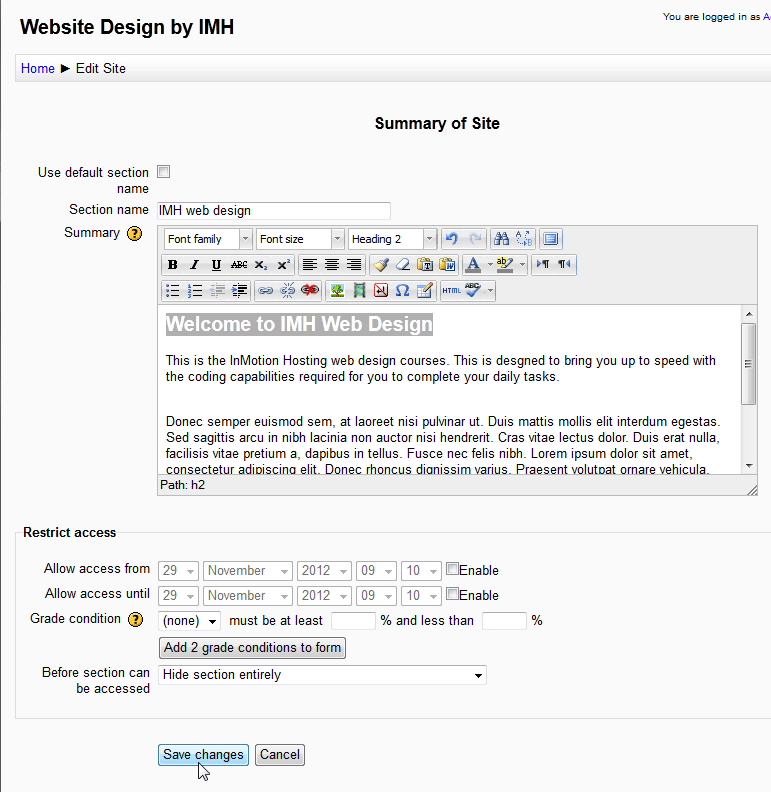 Website Design by IMH
You are logged in as A
Home ► Edit Site
Summary of Site
Use default section
name
Section name IMH web design
Summary
Font family Font size Heading 2
B I U ABC X₂ X²
A ab
HTML ABC
Welcome to IMH Web Design
This is the InMotion Hosting web design courses. This is desgned to bring you up to speed with
the coding capabilities required for you to complete your daily tasks.
Donec semper euismod sem, at laoreet nisi pulvinar ut. Duis mattis mollis elit interdum egestas.
Sed sagittis arcu in nibh lacinia non auctor nisi hendrerit. Cras vitae lectus dolor. Duis erat nulla,
facilisis vitae pretium a, dapibus in tellus. Fusce nec felis nibh. Lorem ipsum dolor sit amet,
consectetur adipiscing elit. Donec rhoncus dignissim varius. Praesent volutpat ornare vehicula.
Path: h2
Restrict access
Allow access from 29 November 2012 09 10 Enable
Allow access until 29 November 2012 09 10 Enable
Grade condition (none) must be at least % and less than %
Add 2 grade conditions to form
Before section can
be accessed
Hide section entirely
Save changes Cancel